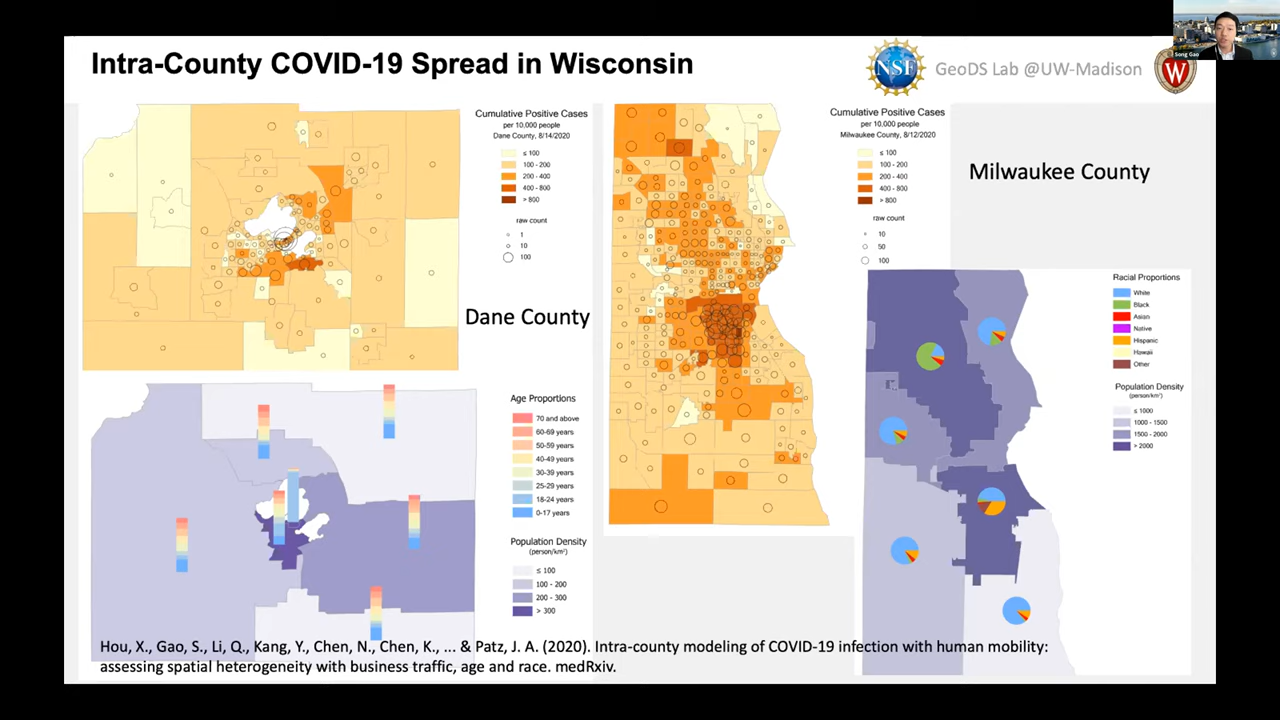 Intra-County COVID-19 Spread in Wisconsin
NSF
GeoDS Lab @UW-Madison
W
Song Gao
Cumulative Positive Cases
per 10,000 people
Dane County, 8/14/2020
≤ 100
100 - 200
200 - 400
400 - 800
> 800
raw count
1
10
100
Dane County
Cumulative Positive Cases
per 10,000 people
Milwaukee County, 8/12/2020
≤ 100
100 - 200
200 - 400
400 - 800
> 800
raw count
10
50
100
Milwaukee County
Racial Proportions
White
Black
Asian
Native
Hispanic
Hawaii
Other
Population Density
(person/km²)
≤ 1000
1000 - 1500
1500 - 2000
> 2000
Age Proportions
70 and above
60-69 years
50-59 years
40-49 years
30-39 years
25-29 years
18-24 years
0-17 years
Population Density
(person/km²)
≤ 100
100 - 200
200 - 300
> 300
Hou, X., Gao, S., Li, Q., Kang, Y., Chen, N., Chen, K., ... & Patz, J. A. (2020). Intra-county modeling of COVID-19 infection with human mobility:
assessing spatial heterogeneity with business traffic, age and race. medRxiv.